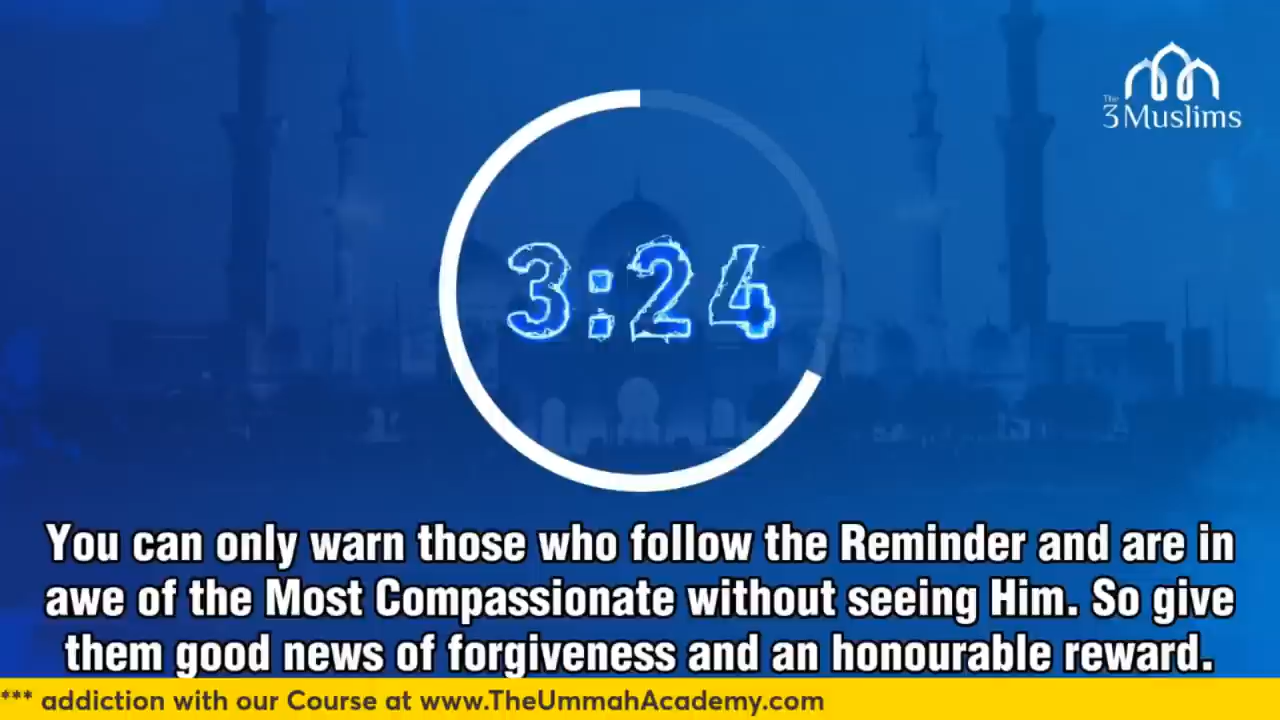 The
3 Muslims
3:24
You can only warn those who follow the Reminder and are in
awe of the Most Compassionate without seeing Him. So give
them good news of forgiveness and an honourable reward.
*** addiction with our Course at www.TheUmmahAcademy.com